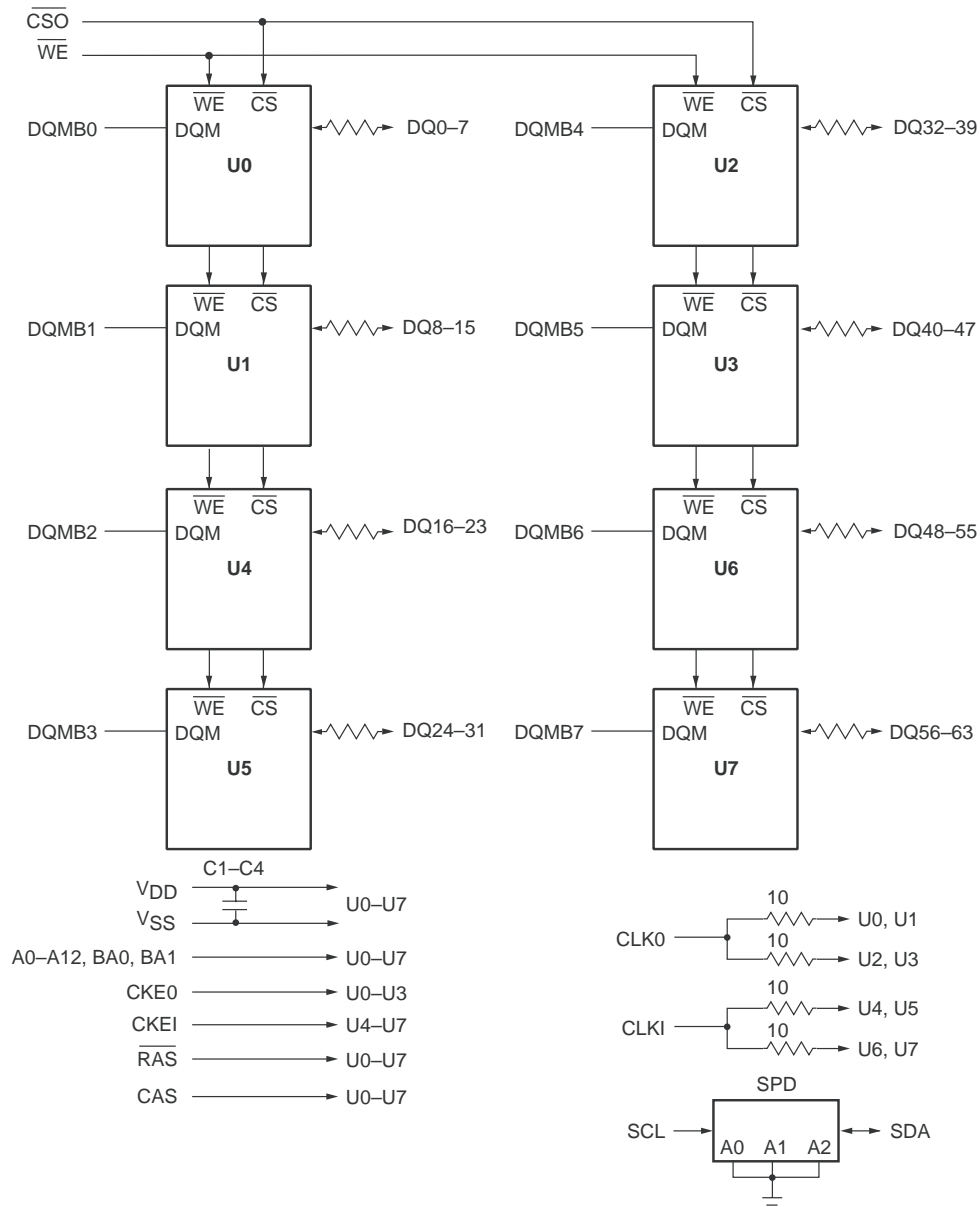 CSO
WE
WE CS
DQMB0 DQM DQ0–7
U0
WE CS
DQMB4 DQM DQ32–39
U2
WE CS
DQMB1 DQM DQ8–15
U1
WE CS
DQMB5 DQM DQ40–47
U3
WE CS
DQMB2 DQM DQ16–23
U4
WE CS
DQMB6 DQM DQ48–55
U6
WE CS
DQMB3 DQM DQ24–31
U5
WE CS
DQMB7 DQM DQ56–63
U7
C1–C4
VDD
U0–U7
VSS
A0–A12, BA0, BA1 U0–U7
CKE0 U0–U3
CKEI U4–U7
RAS U0–U7
CAS U0–U7
10
U0, U1
CLK0
10
U2, U3
10
U4, U5
CLKI
10
U6, U7
SPD
SCL SDA
A0 A1 A2